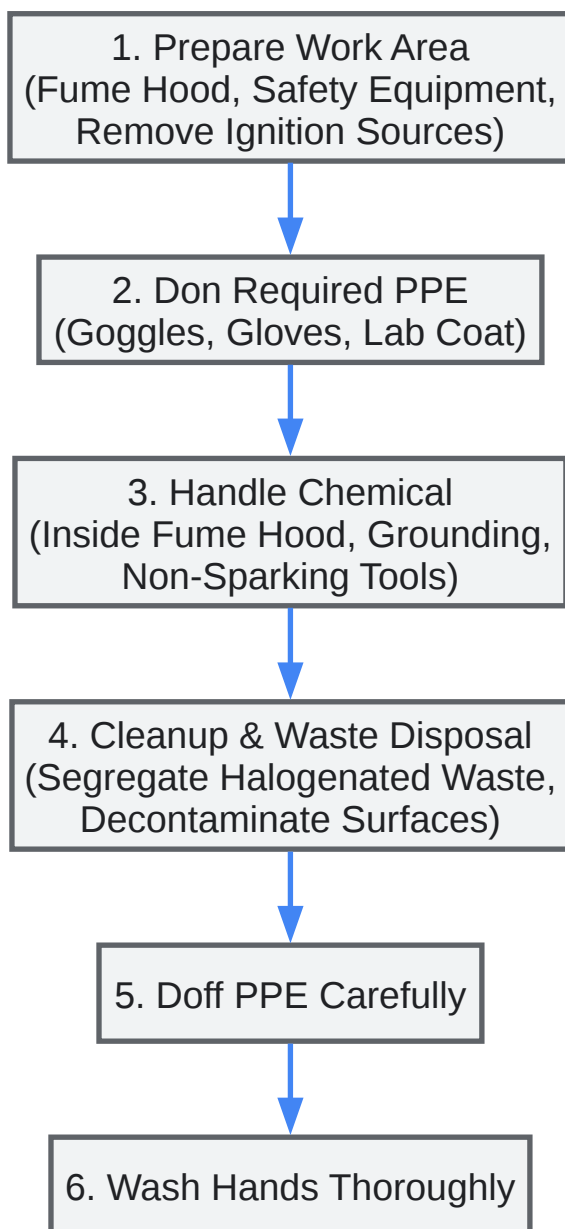 1. Prepare Work Area
(Fume Hood, Safety Equipment,
Remove Ignition Sources)
2. Don Required PPE
(Goggles, Gloves, Lab Coat)
3. Handle Chemical
(Inside Fume Hood, Grounding,
Non-Sparking Tools)
4. Cleanup & Waste Disposal
(Segregate Halogenated Waste,
Decontaminate Surfaces)
5. Doff PPE Carefully
6. Wash Hands Thoroughly